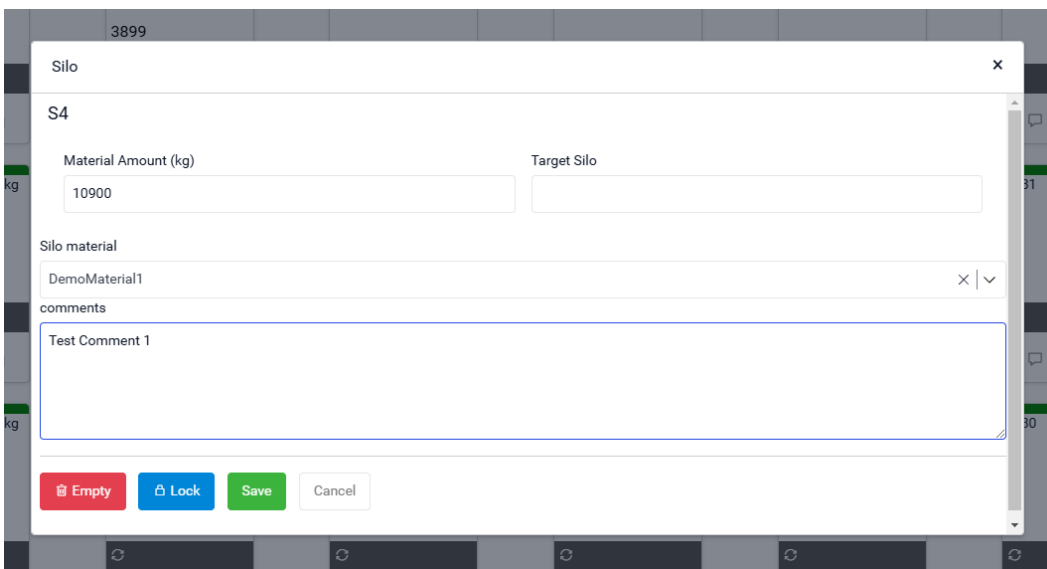 3899
Silo
S4
Material Amount (kg)
Target Silo
10900
kg
31
Silo material
DemoMaterial1
comments
Test Comment 1
kg
30
Empty
Lock
Save
Cancel